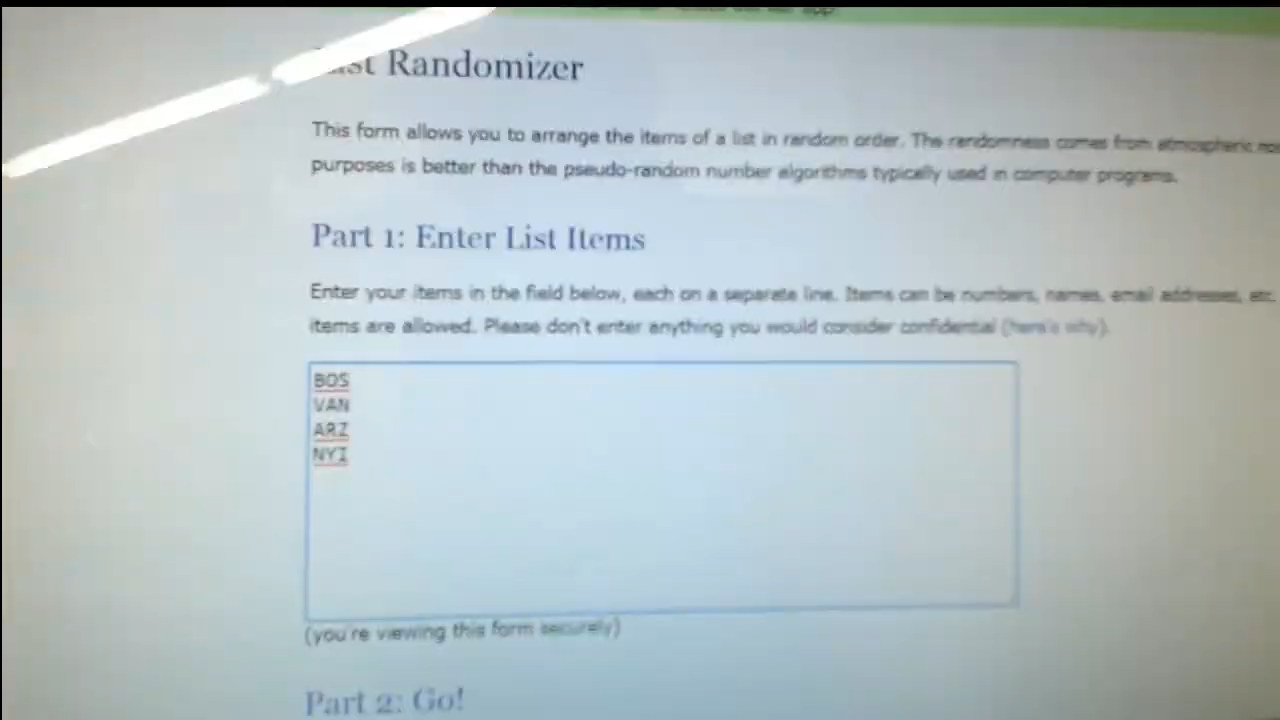 List Randomizer
This form allows you to arrange the items of a list in random order. The randomness comes from atmospheric
purposes is better than the pseudo-random number algorithms typically used in computer programs.
Part 1: Enter List Items
Enter your items in the field below, each on a separate line. Items can be numbers, names, email addresses, etc.
items are allowed. Please don't enter anything you would consider confidential (here's why).
BOS
VAN
ARZ
NYI
(you're viewing this form securely)
Part 2: Go!